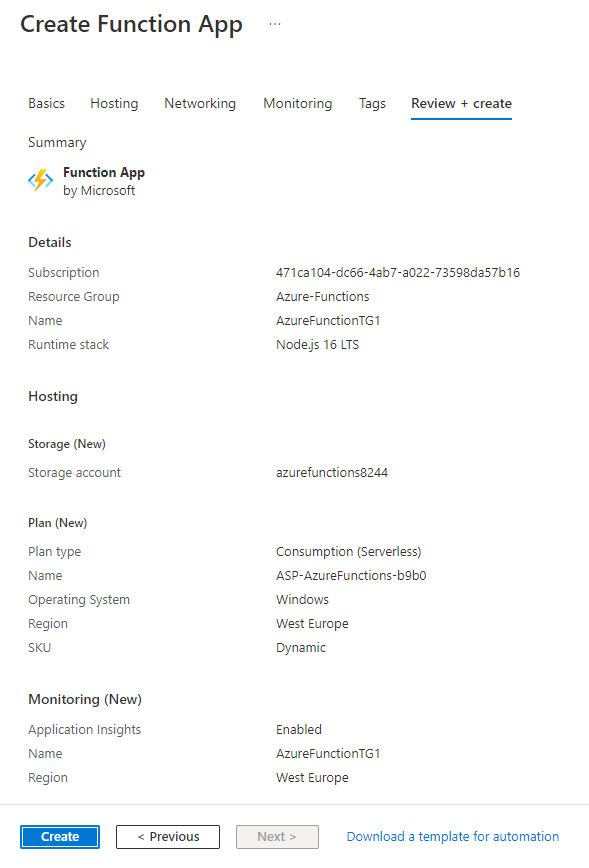 Create Function App ...
Basics Hosting Networking Monitoring Tags Review + create
Summary
Function App
by Microsoft
Details
Subscription 471ca104-dc66-4ab7-a022-73598da57b16
Resource Group Azure-Functions
Name AzureFunctionTG1
Runtime stack Node.js 16 LTS
Hosting
Storage (New)
Storage account azurefunctions8244
Plan (New)
Plan type Consumption (Serverless)
Name ASP-AzureFunctions-b9b0
Operating System Windows
Region West Europe
SKU Dynamic
Monitoring (New)
Application Insights Enabled
Name AzureFunctionTG1
Region West Europe
Create < Previous Next > Download a template for automation